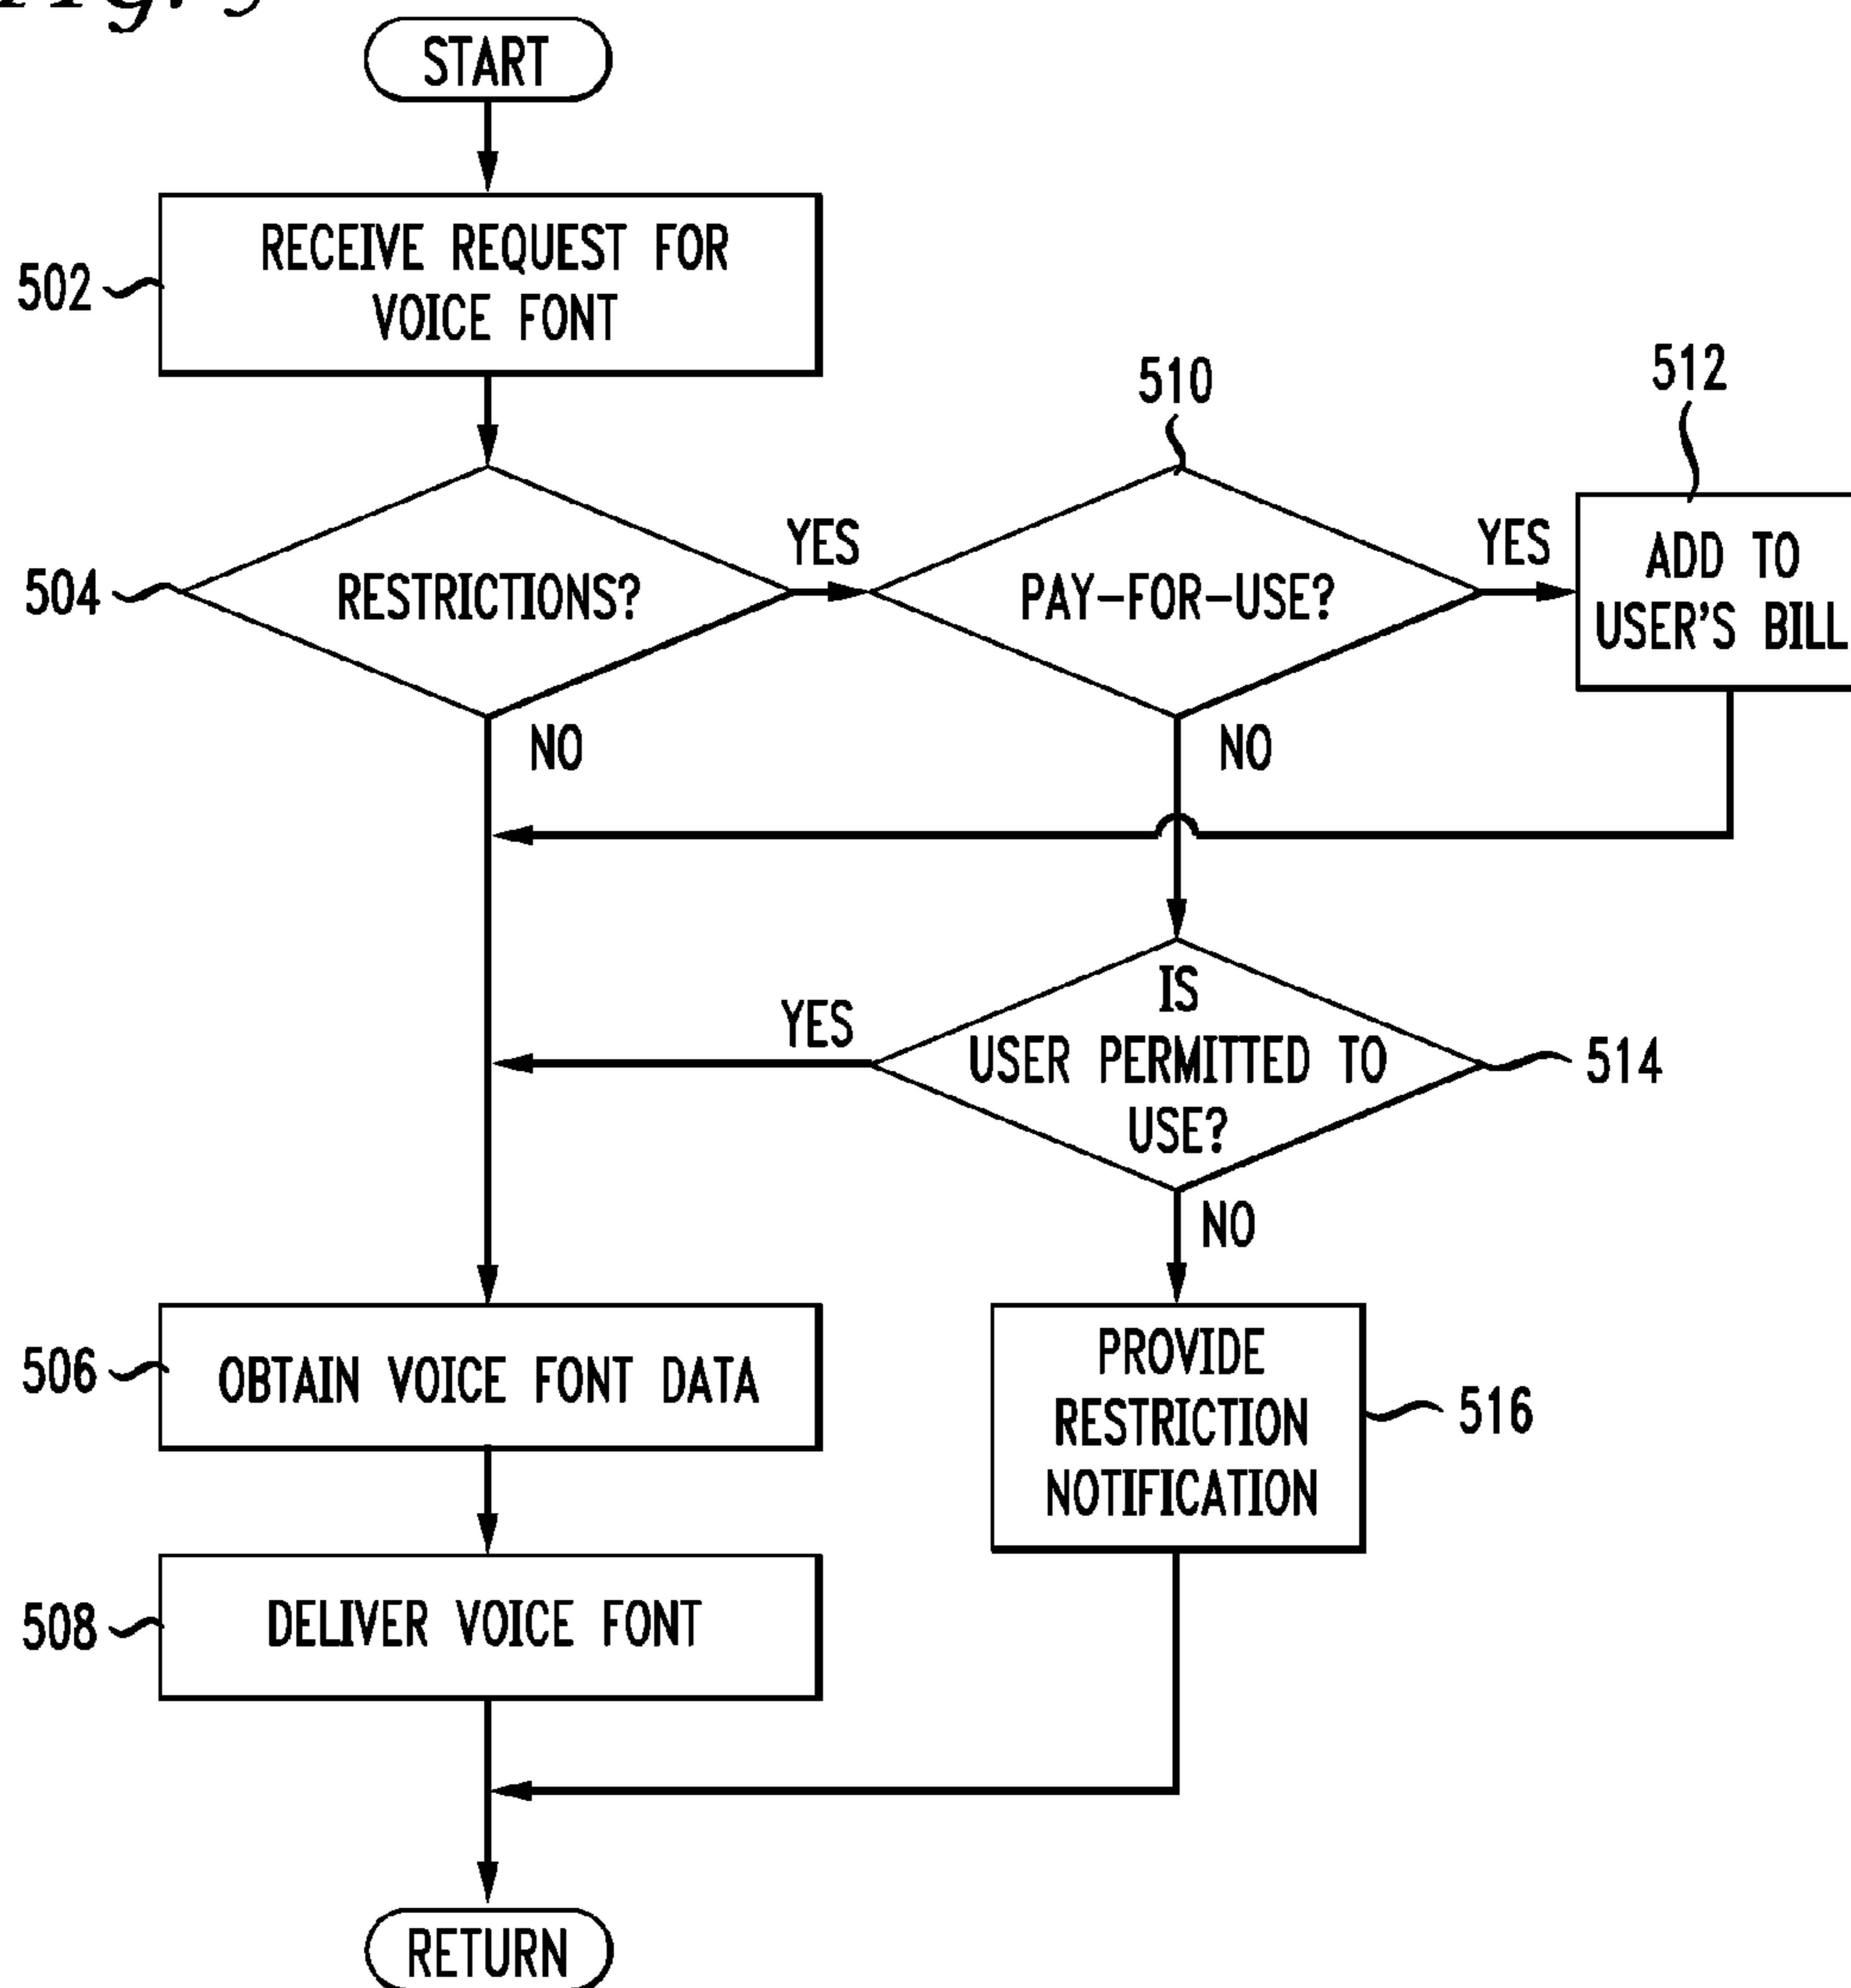 START
RECEIVE REQUEST FOR
VOICE FONT
502
510
512
504
RESTRICTIONS?
YES
PAY-FOR-USE?
YES
ADD TO
USER'S BILL
NO
NO
IS
USER PERMITTED TO
USE?
YES
514
NO
506
OBTAIN VOICE FONT DATA
PROVIDE
RESTRICTION
NOTIFICATION
516
508
DELIVER VOICE FONT
RETURN